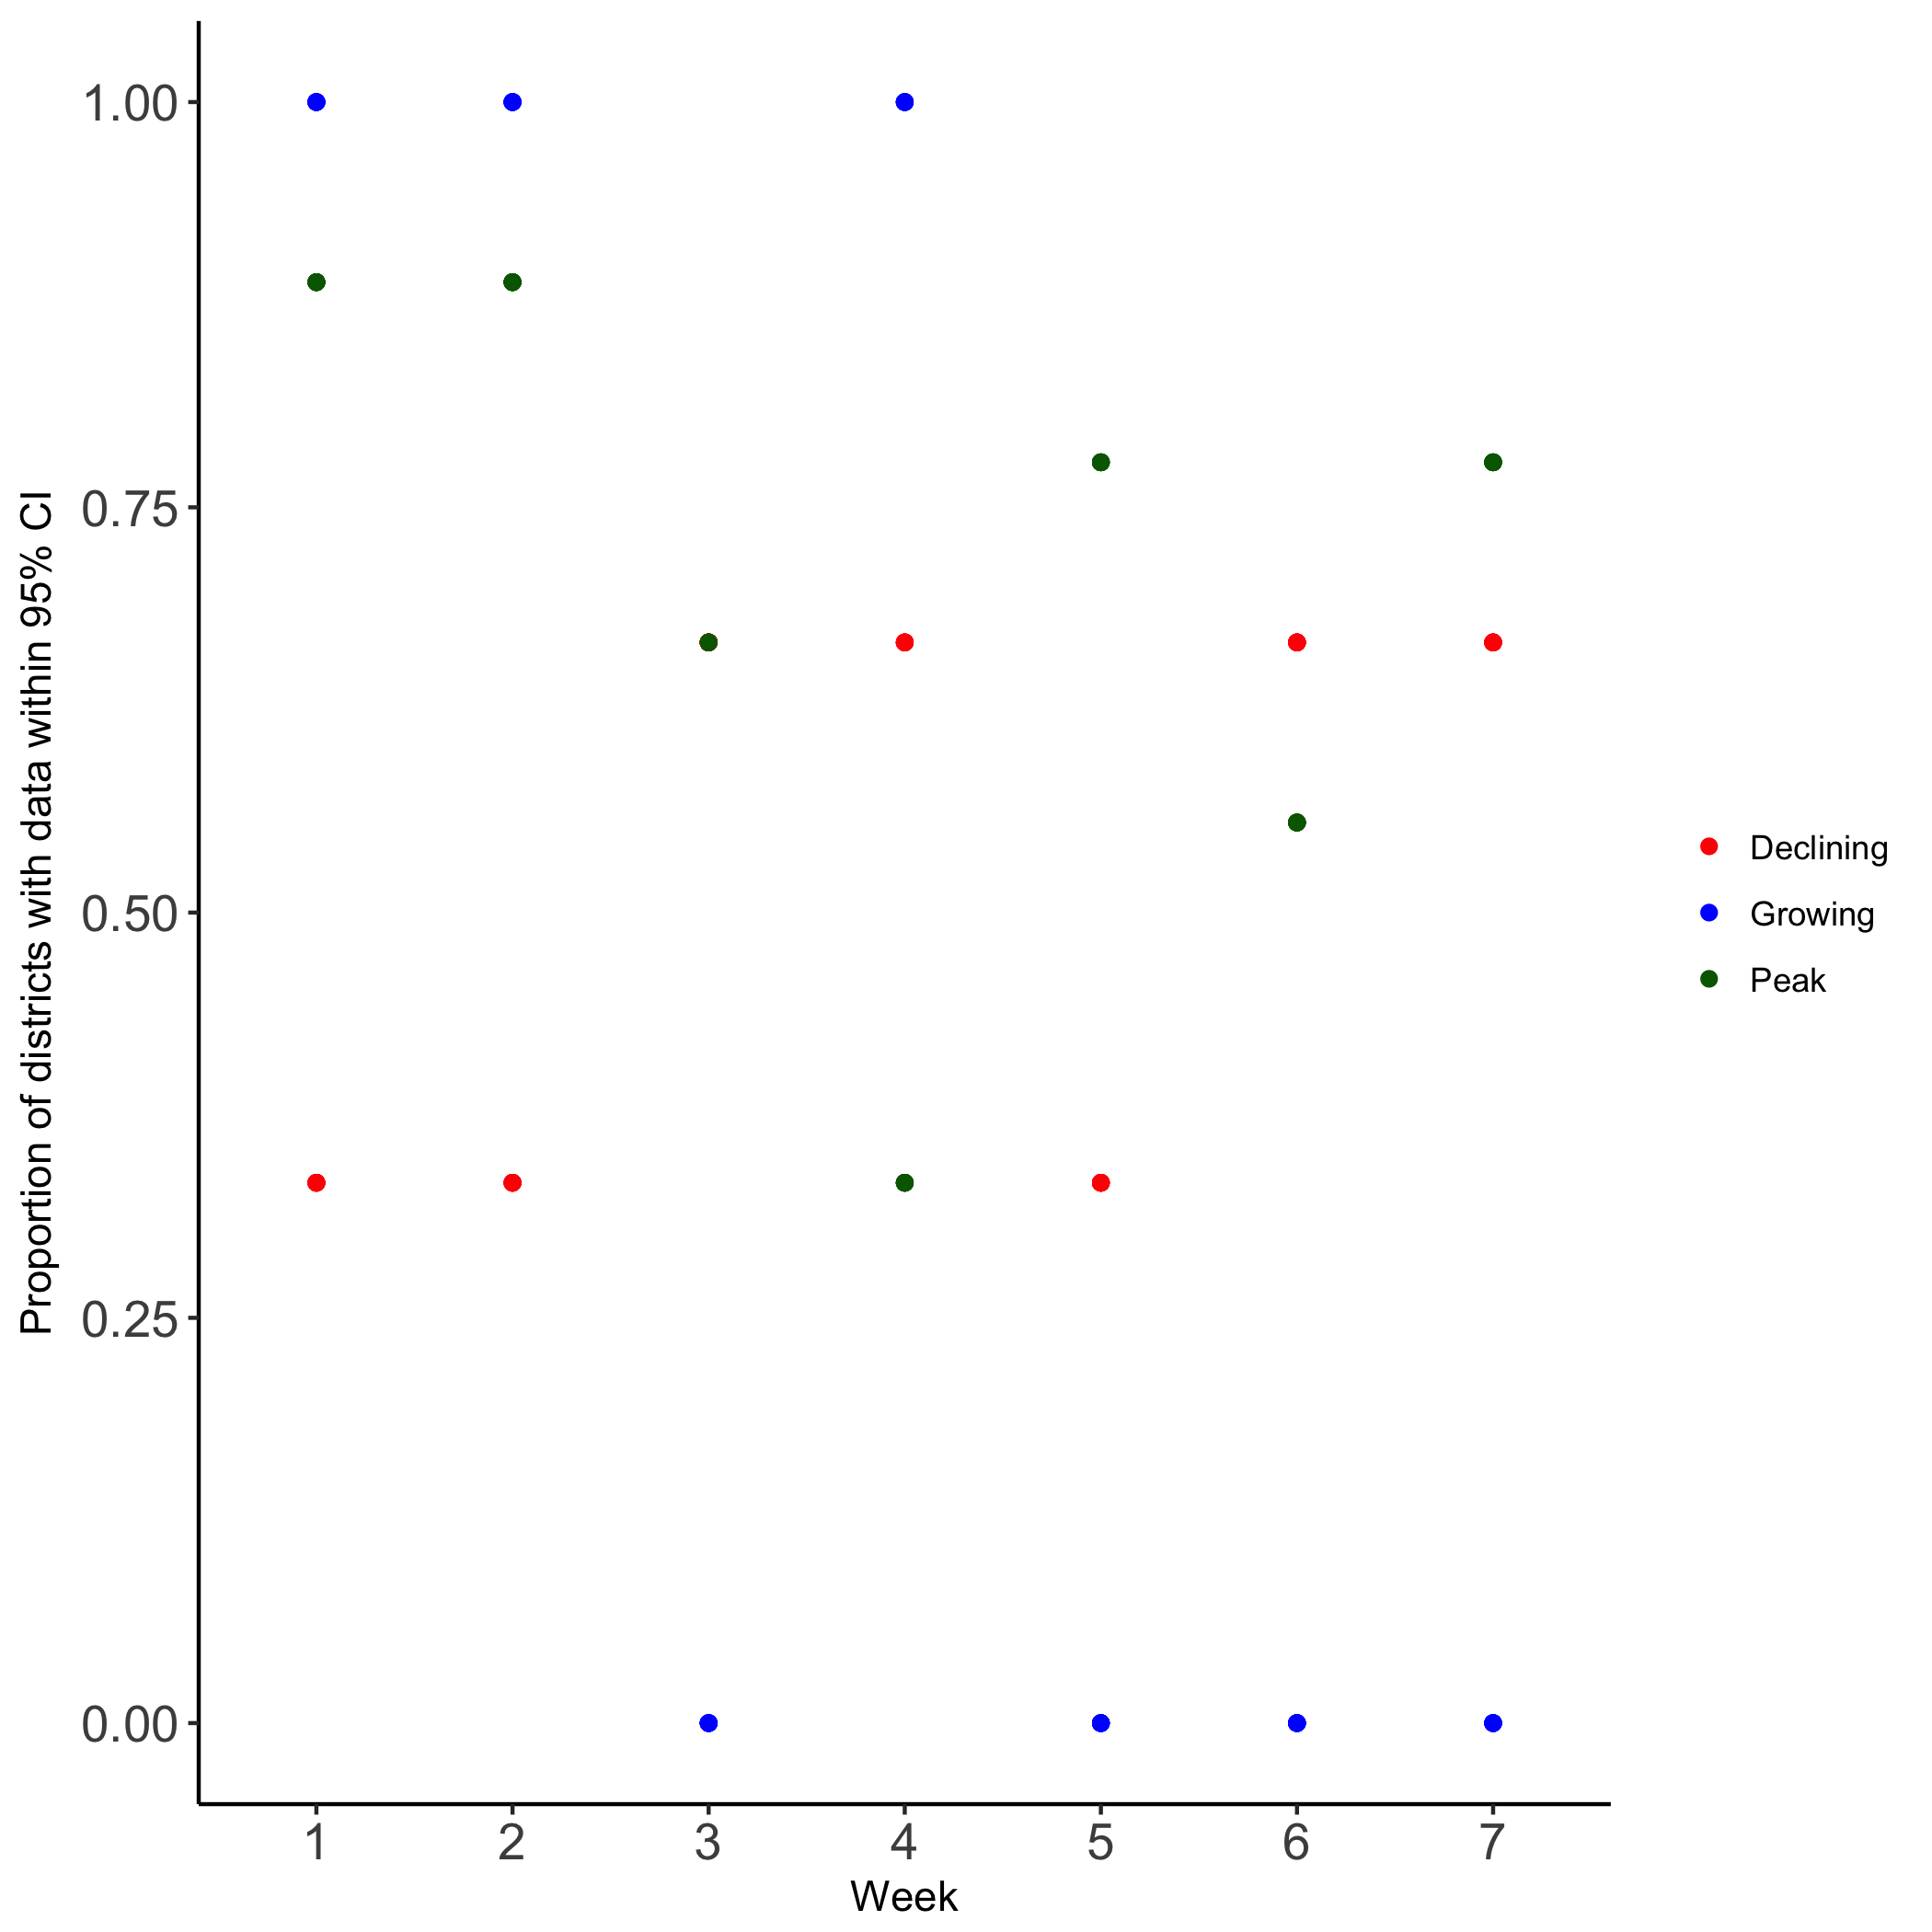 Proportion of districts with data within 95% CI
1.00
0.75
0.50
0.25
0.00
1 2 3 4 5 6 7
Week
Declining
Growing
Peak